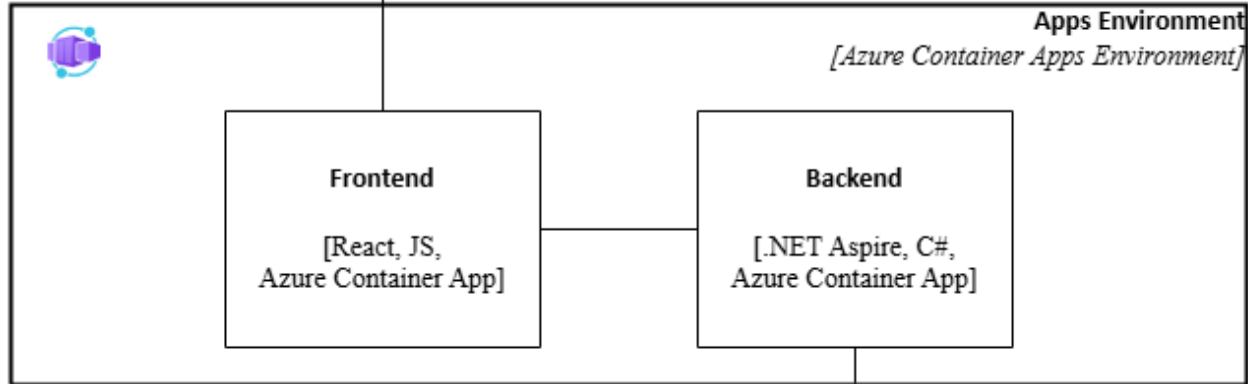 Apps Environment
[Azure Container Apps Environment]
Frontend
[React, JS,
Azure Container App]
Backend
[.NET Aspire, C#,
Azure Container App]